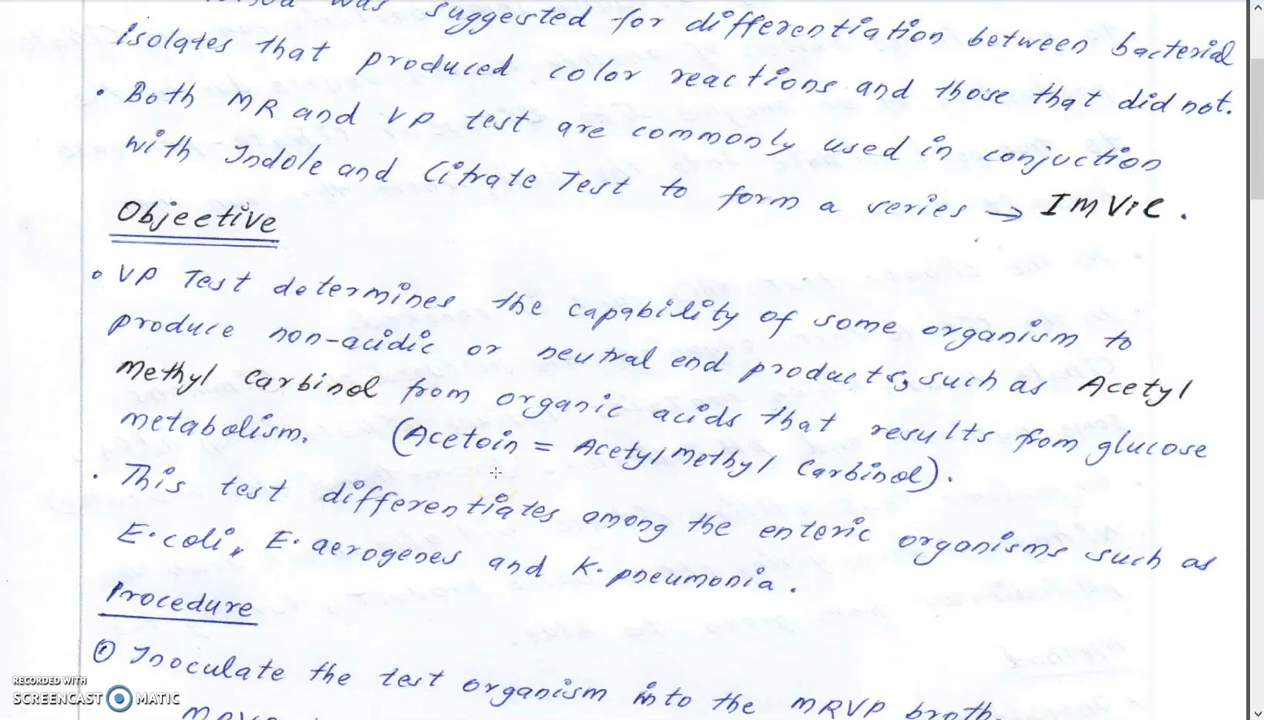 was suggested for differentiation between bacterial
isolates that produced color reactions and those that did not.
• Both MR and VP test are commonly used in conjuction
with Indole and Citrate Test to form a series → IMViC.
Objective
• VP Test determines the capability of some organism to
produce non-acidic or neutral end products, such as Acetyl
Methyl Carbinol from organic acids that results from glucose
metabolism. (Acetoin = Acetyl Methyl Carbinol).
• This test differentiates among the enteric organisms such as
E. coli, E. aerogenes and K. pneumonia.
Procedure
① Inoculate the test organism into the MRVP broth.
RECORDED WITH
SCREENCAST MATIC